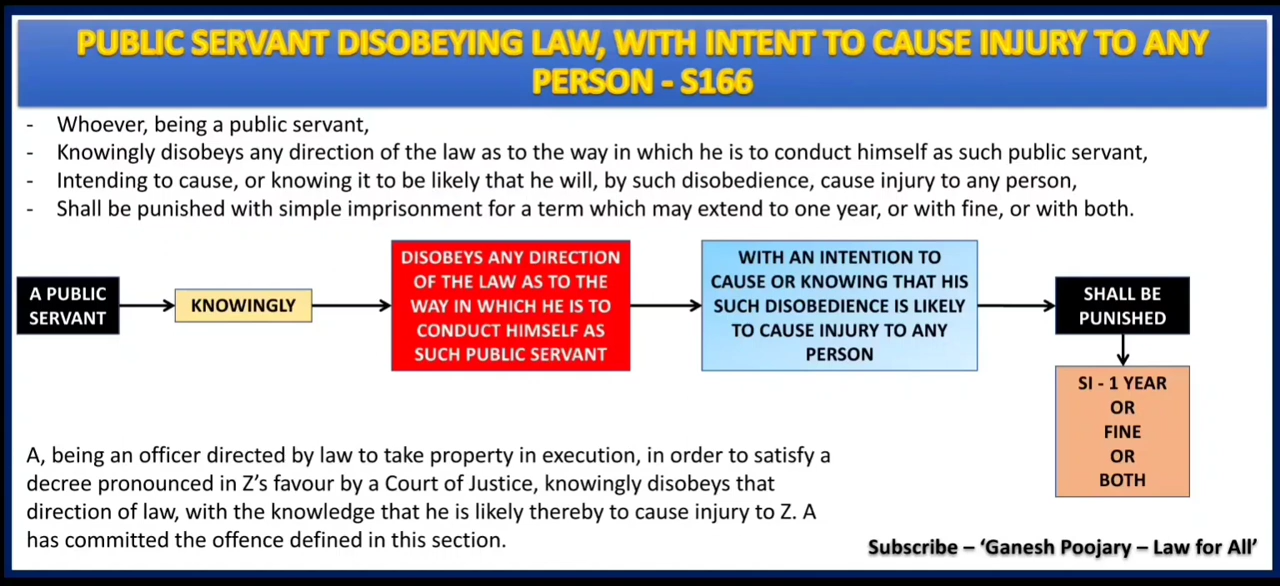 PUBLIC SERVANT DISOBEYING LAW, WITH INTENT TO CAUSE INJURY TO ANY
PERSON - S166
- Whoever, being a public servant,
- Knowingly disobeys any direction of the law as to the way in which he is to conduct himself as such public servant,
- Intending to cause, or knowing it to be likely that he will, by such disobedience, cause injury to any person,
- Shall be punished with simple imprisonment for a term which may extend to one year, or with fine, or with both.
A PUBLIC
SERVANT
KNOWINGLY
DISOBEYS ANY DIRECTION
OF THE LAW AS TO THE
WAY IN WHICH HE IS TO
CONDUCT HIMSELF AS
SUCH PUBLIC SERVANT
WITH AN INTENTION TO
CAUSE OR KNOWING THAT HIS
SUCH DISOBEDIENCE IS LIKELY
TO CAUSE INJURY TO ANY
PERSON
SHALL BE
PUNISHED
SI - 1 YEAR
OR
FINE
OR
BOTH
A, being an officer directed by law to take property in execution, in order to satisfy a
decree pronounced in Z’s favour by a Court of Justice, knowingly disobeys that
direction of law, with the knowledge that he is likely thereby to cause injury to Z. A
has committed the offence defined in this section.
Subscribe – ‘Ganesh Poojary – Law for All’